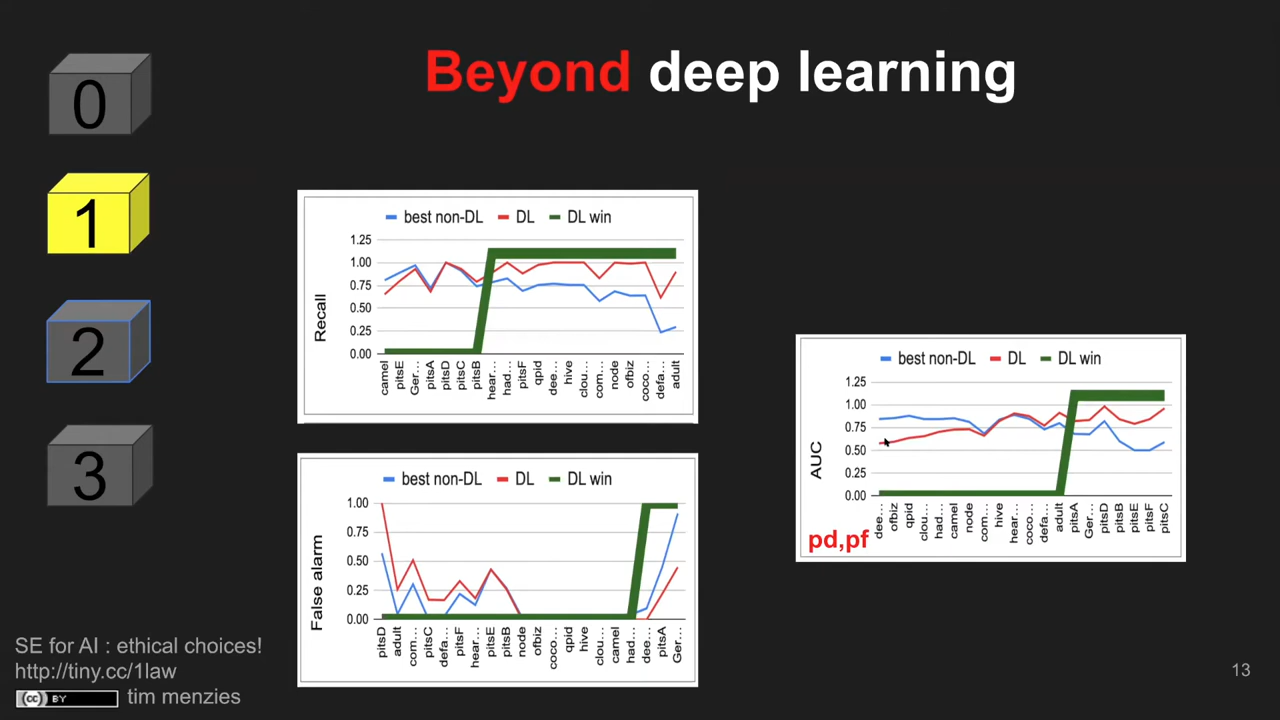 Beyond deep learning
0
1
2
3
best non-DL DL DL win
1.25
1.00
0.75
0.50
0.25
0.00
Recall
camel
pitsE
Ger...
pitsA
pitsD
pitsC
pitsB
hear...
had...
pitsF
qpid
dee...
hive
clou...
com...
node
ofbiz
coco...
defa...
adult
best non-DL DL DL win
1.00
0.75
0.50
0.25
0.00
False alarm
pitsD
adult
com...
pitsC
defa...
pitsF
hear...
pitsE
pitsB
node
ofbiz
coco...
qpid
hive
clou...
camel
had...
dee...
pitsA
Ger...
best non-DL DL DL win
1.25
1.00
0.75
0.50
0.25
0.00
AUC
pd,pf
dee...
ofbiz
qpid
clou...
had...
camel
node
com...
hive
hear...
coco...
defa...
adult
pitsA
Ger...
pitsD
pitsB
pitsE
pitsF
pitsC
SE for AI : ethical choices!
http://tiny.cc/1law
cc BY tim menzies
13